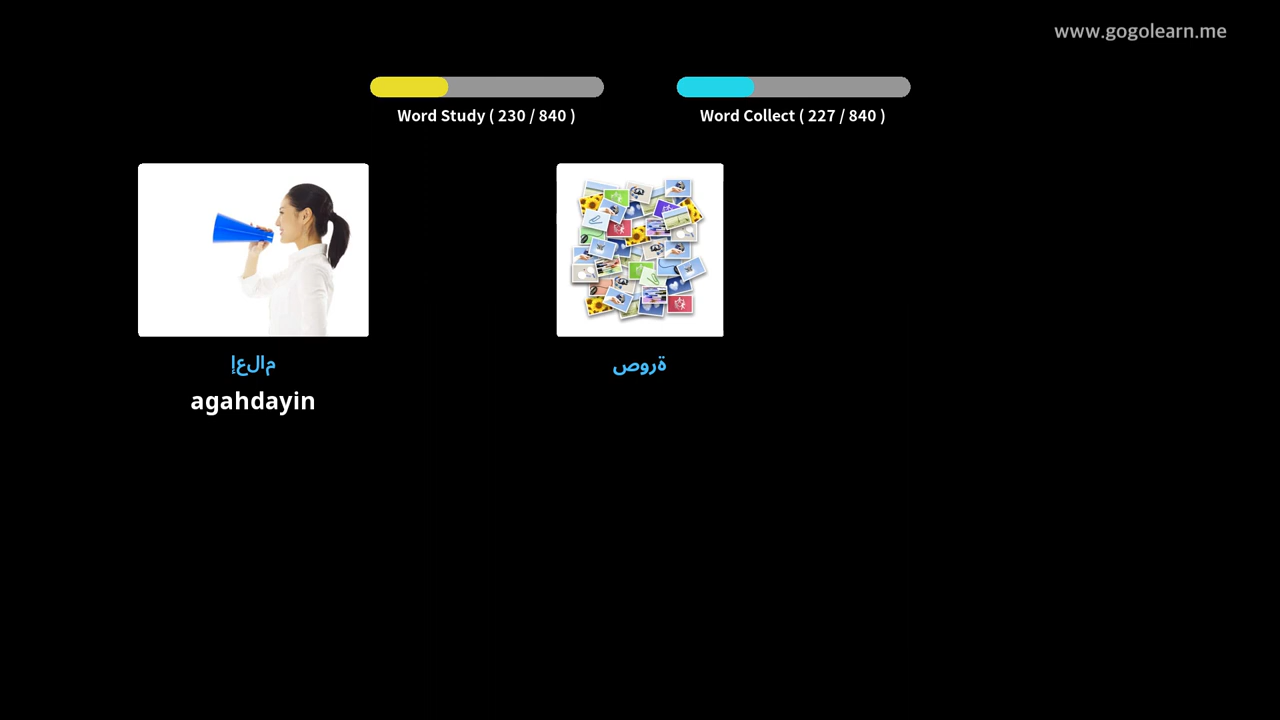 www.gogolearn.me
Word Study ( 230 / 840 )
Word Collect ( 227 / 840 )
مالعإ
agahdayin
ةروص